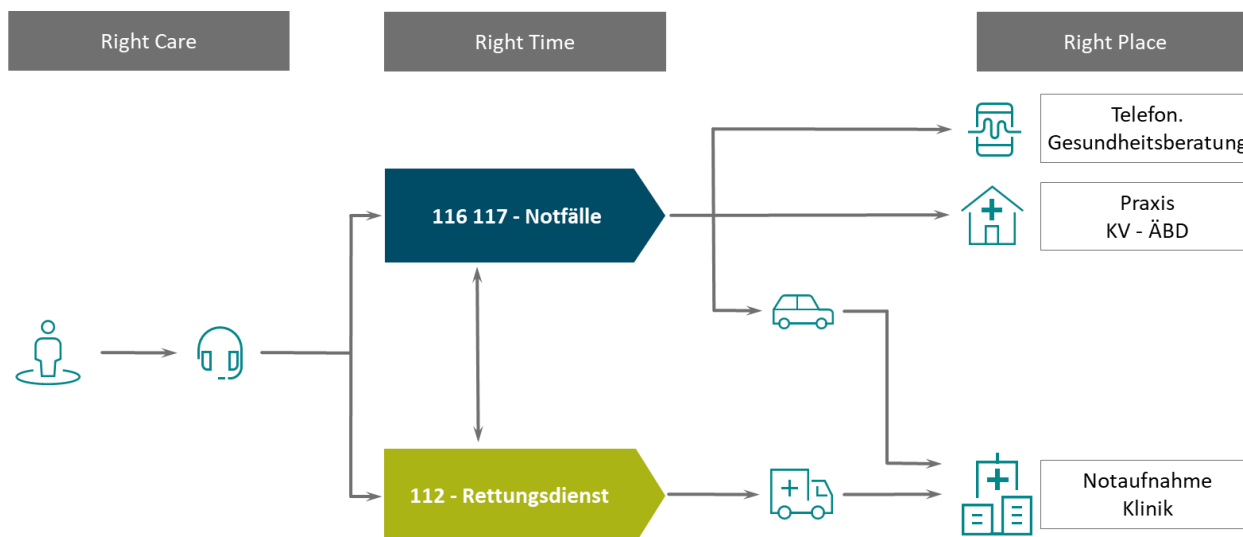 Right Care
Right Time
Right Place
Telefon.
Gesundheitsberatung
116 117 - Notfälle
Praxis
KV - ÄBD
112 - Rettungsdienst
Notaufnahme
Klinik